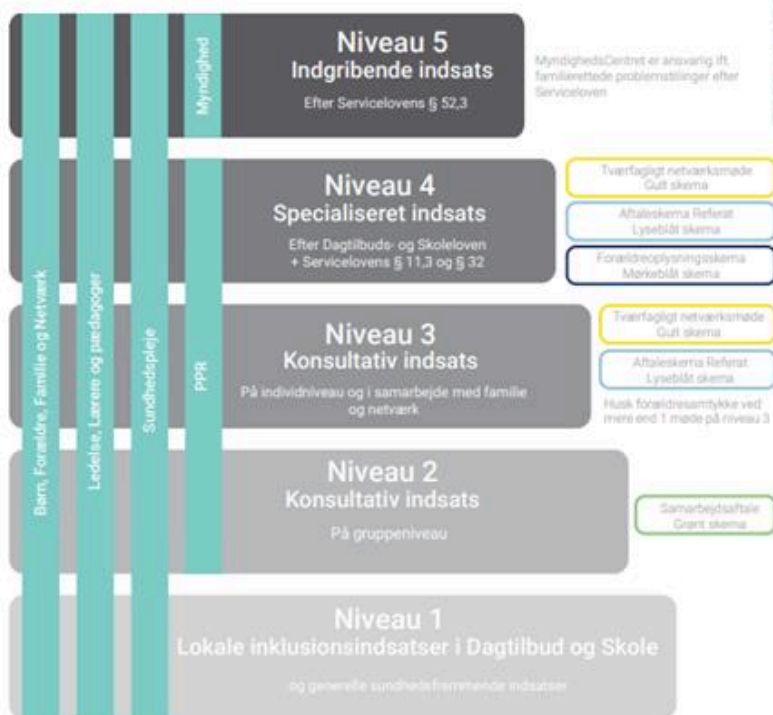 Niveau 5
Indgribende indsats
Efter Servicelovens § 52,3
MyndighedsCentret er ansvarlig ift.
familierettede problemstillinger efter
Serviceloven
Myndighed
Niveau 4
Specialiseret indsats
Efter Dagtilbuds- og Skoleloven
+ Servicelovens § 11,3 og § 32
Tværfagligt netværksmøde
Gult skema
Aftaleskema Referat
Lyseblåt skema
Forældreoplysningsskema
Mørkeblåt skema
Niveau 3
Konsultativ indsats
På individniveau og i samarbejde med familie
og netværk
Tværfagligt netværksmøde
Gult skema
Aftaleskema Referat
Lyseblåt skema
Husk forældresamtykke ved
mere end 1 møde på niveau 3
Børn, Forældre, Familie og Netværk
Ledelse, Lærere og pædagoger
Sundhedspleje
PPR
Niveau 2
Konsultativ indsats
På gruppeniveau
Samarbejdsaftale
Grønt skema
Niveau 1
Lokale inklusionsindsatser i Dagtilbud og Skole
og generelle sundhedsfremmende indsatser